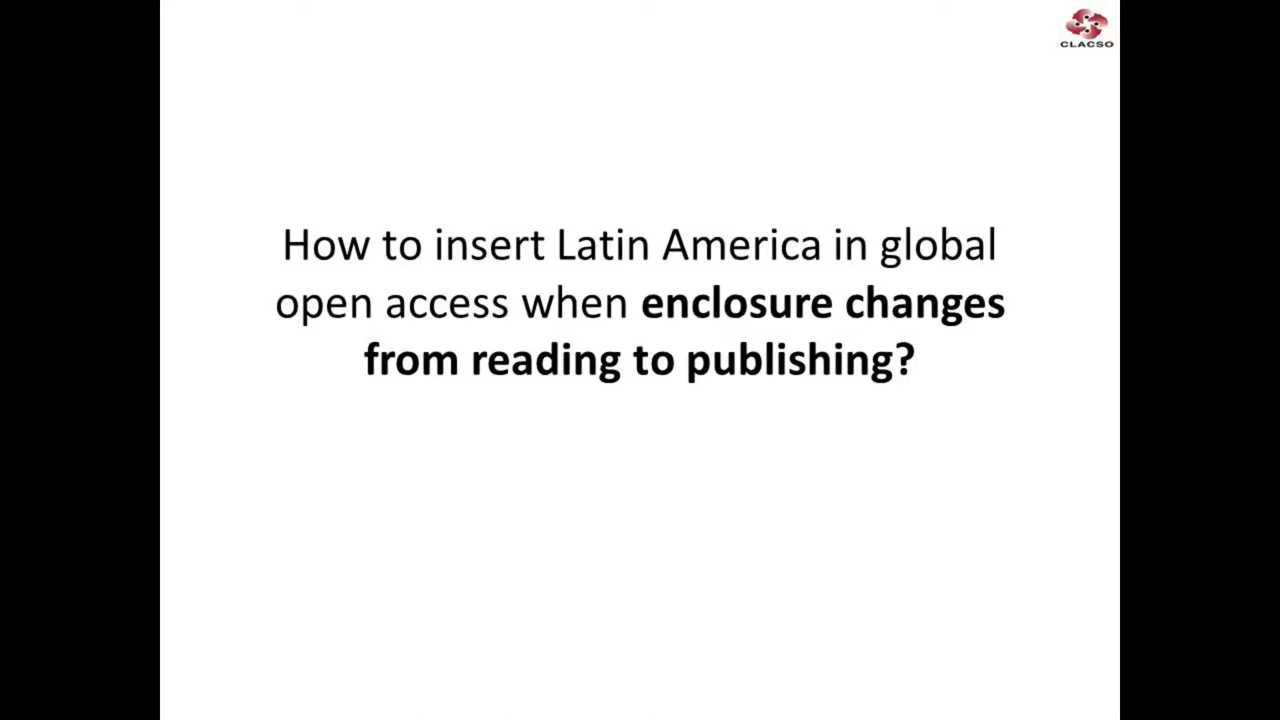 CLACSO
How to insert Latin America in global
open access when enclosure changes
from reading to publishing?